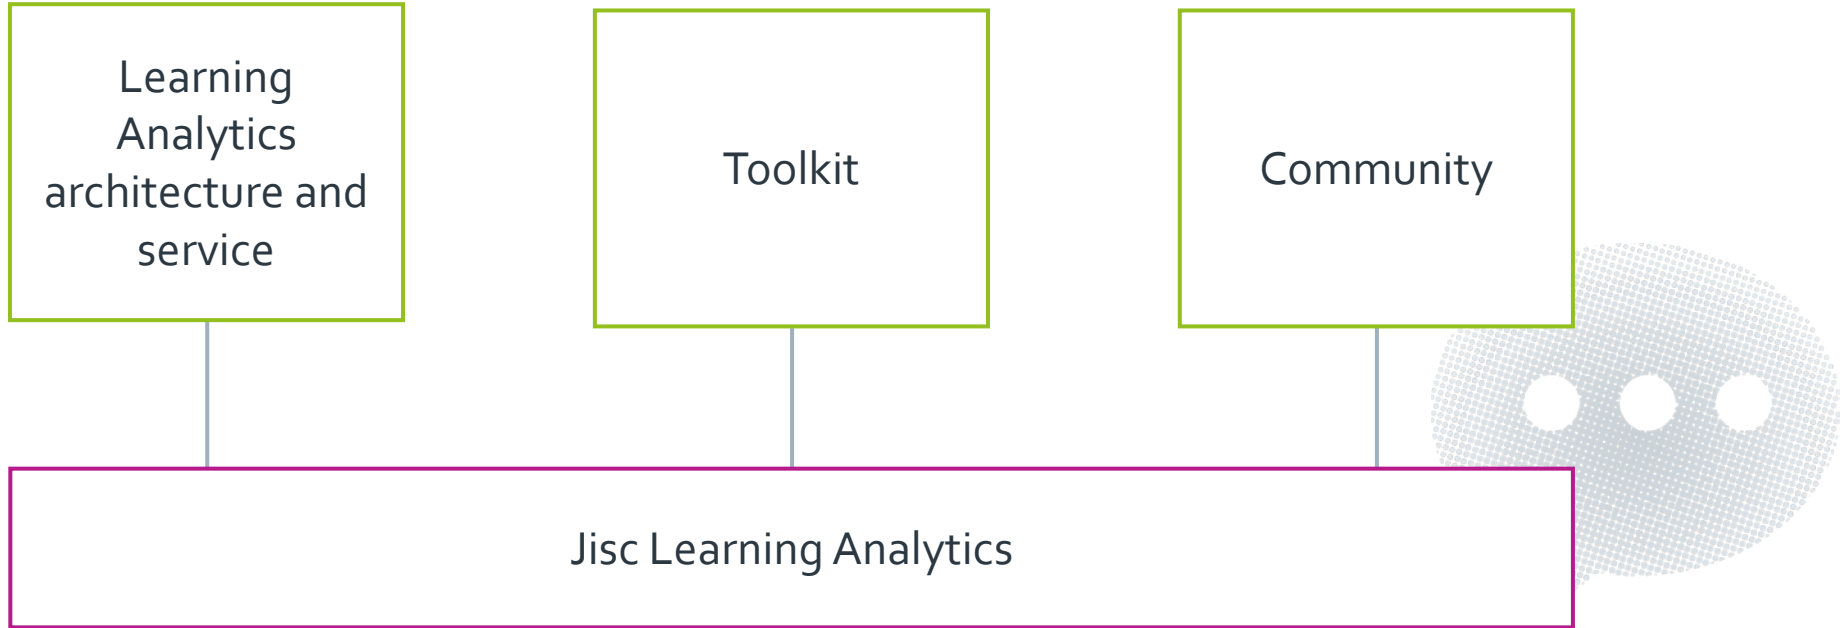 Learning
Analytics
architecture and
service
Toolkit
Community
Jisc Learning Analytics